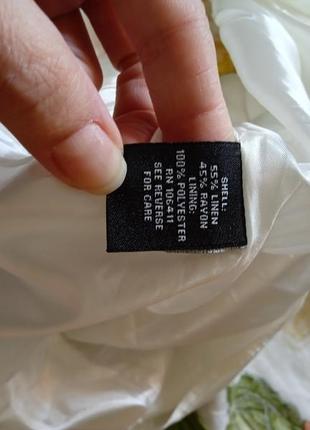 SHELL:
55% LINEN
45% RAYON
LINING:
100% POLYESTER
RN 106411
SEE REVERSE
FOR CARE